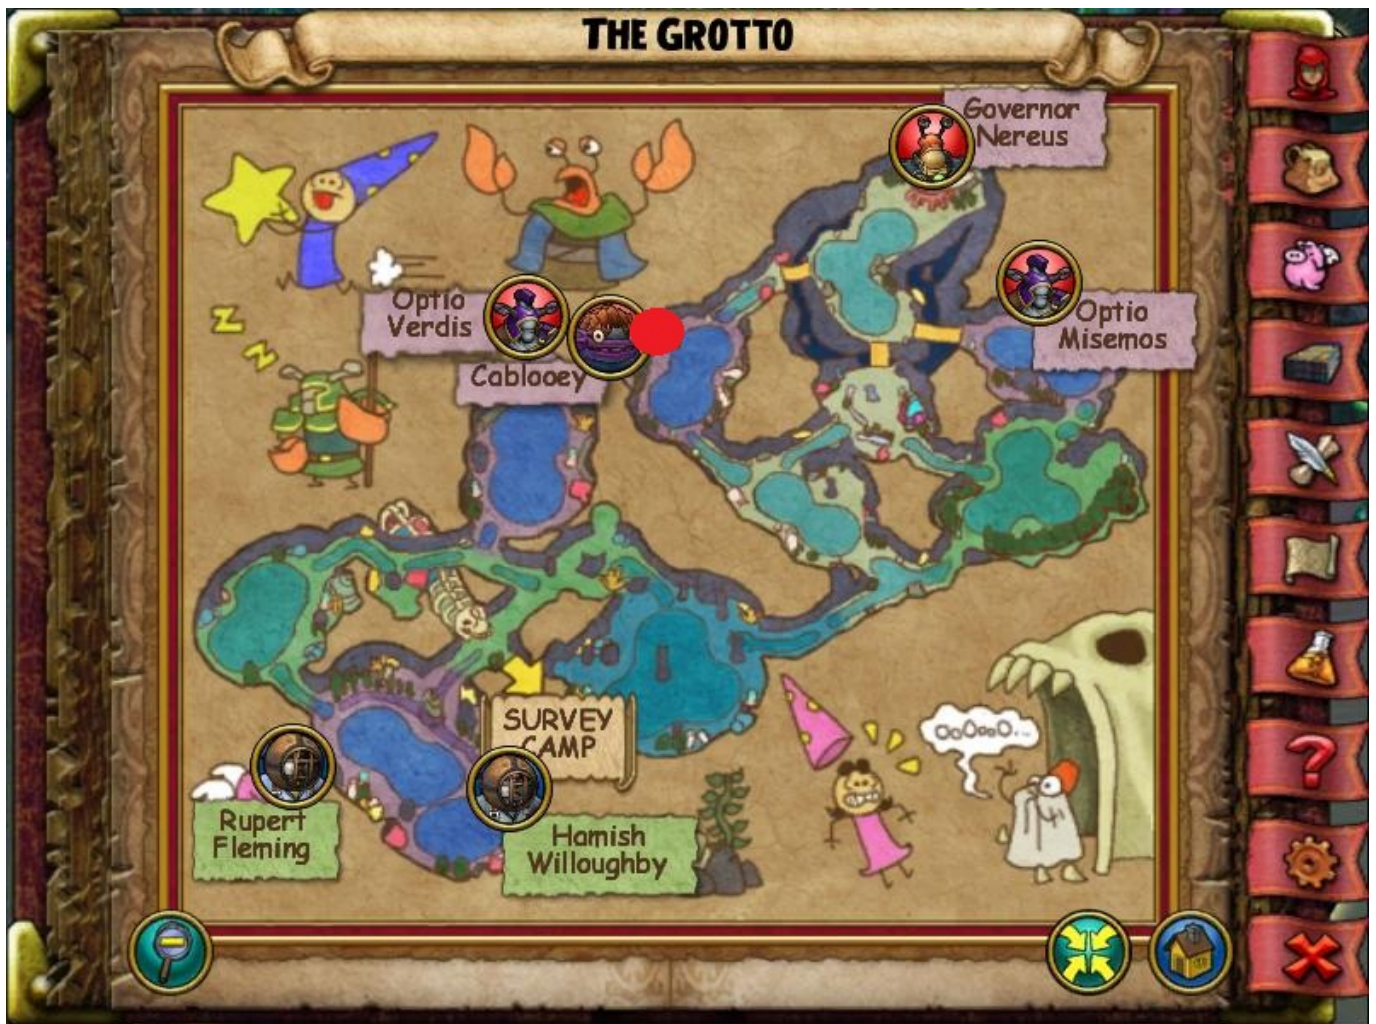 THE GROTTO
Governor
Nereus
Optio
Verdis
Optio
Misemos
Cablooey
Z
Z
SURVEY
CAMP
OoOooO...
Rupert
Fleming
Hamish
Willoughby
?